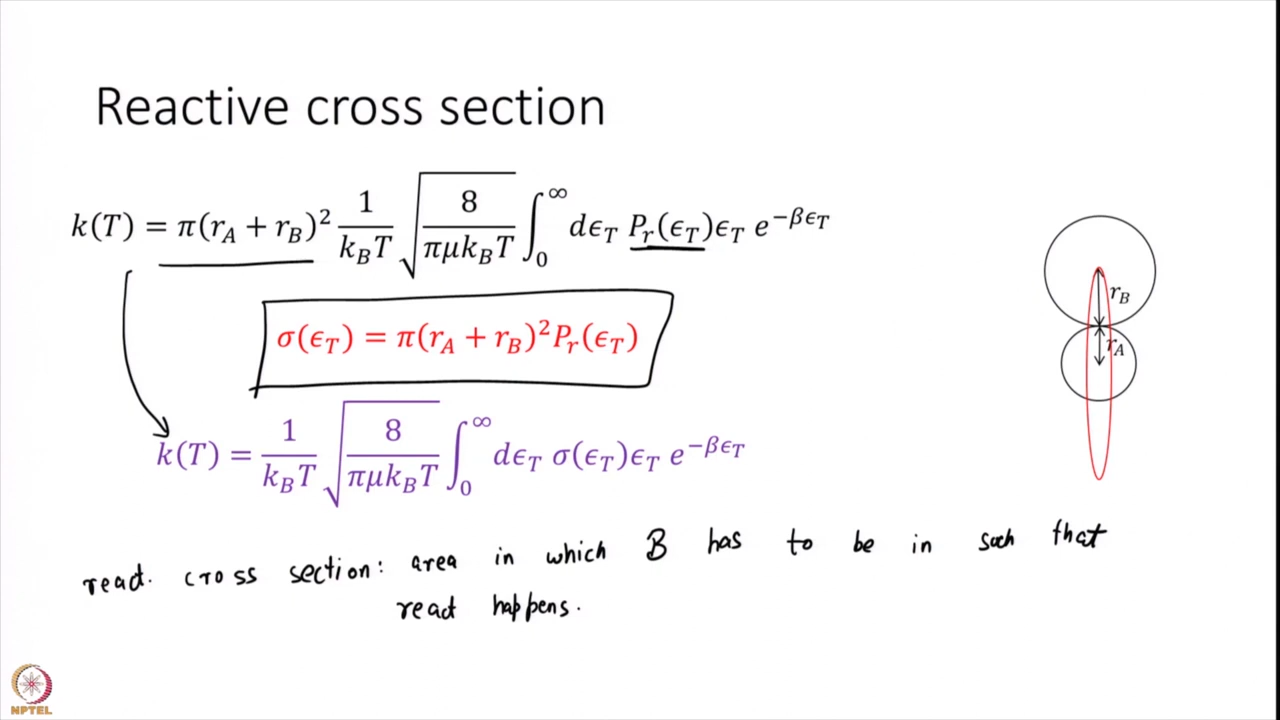 Reactive cross section
k(T) = π(r_A + r_B)² 1/(k_B T) √(8/(πμk_B T)) ∫₀^∞ dϵ_T P_r(ϵ_T)ϵ_T e^(−βϵ_T)
σ(ϵ_T) = π(r_A + r_B)² P_r(ϵ_T)
k(T) = 1/(k_B T) √(8/(πμk_B T)) ∫₀^∞ dϵ_T σ(ϵ_T)ϵ_T e^(−βϵ_T)
r_B
r_A
react. cross section: area in which B has to be in such that
react happens.
NPTEL